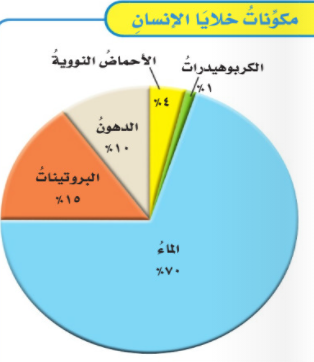 مكوِّناتُ خلايَا الإنسانِ
الكربوهيدراتُ
١٪
الأحماضُ النوويةُ
٤٪
الدهونُ
١٠٪
البروتيناتُ
١٥٪
الماءُ
٧٠٪